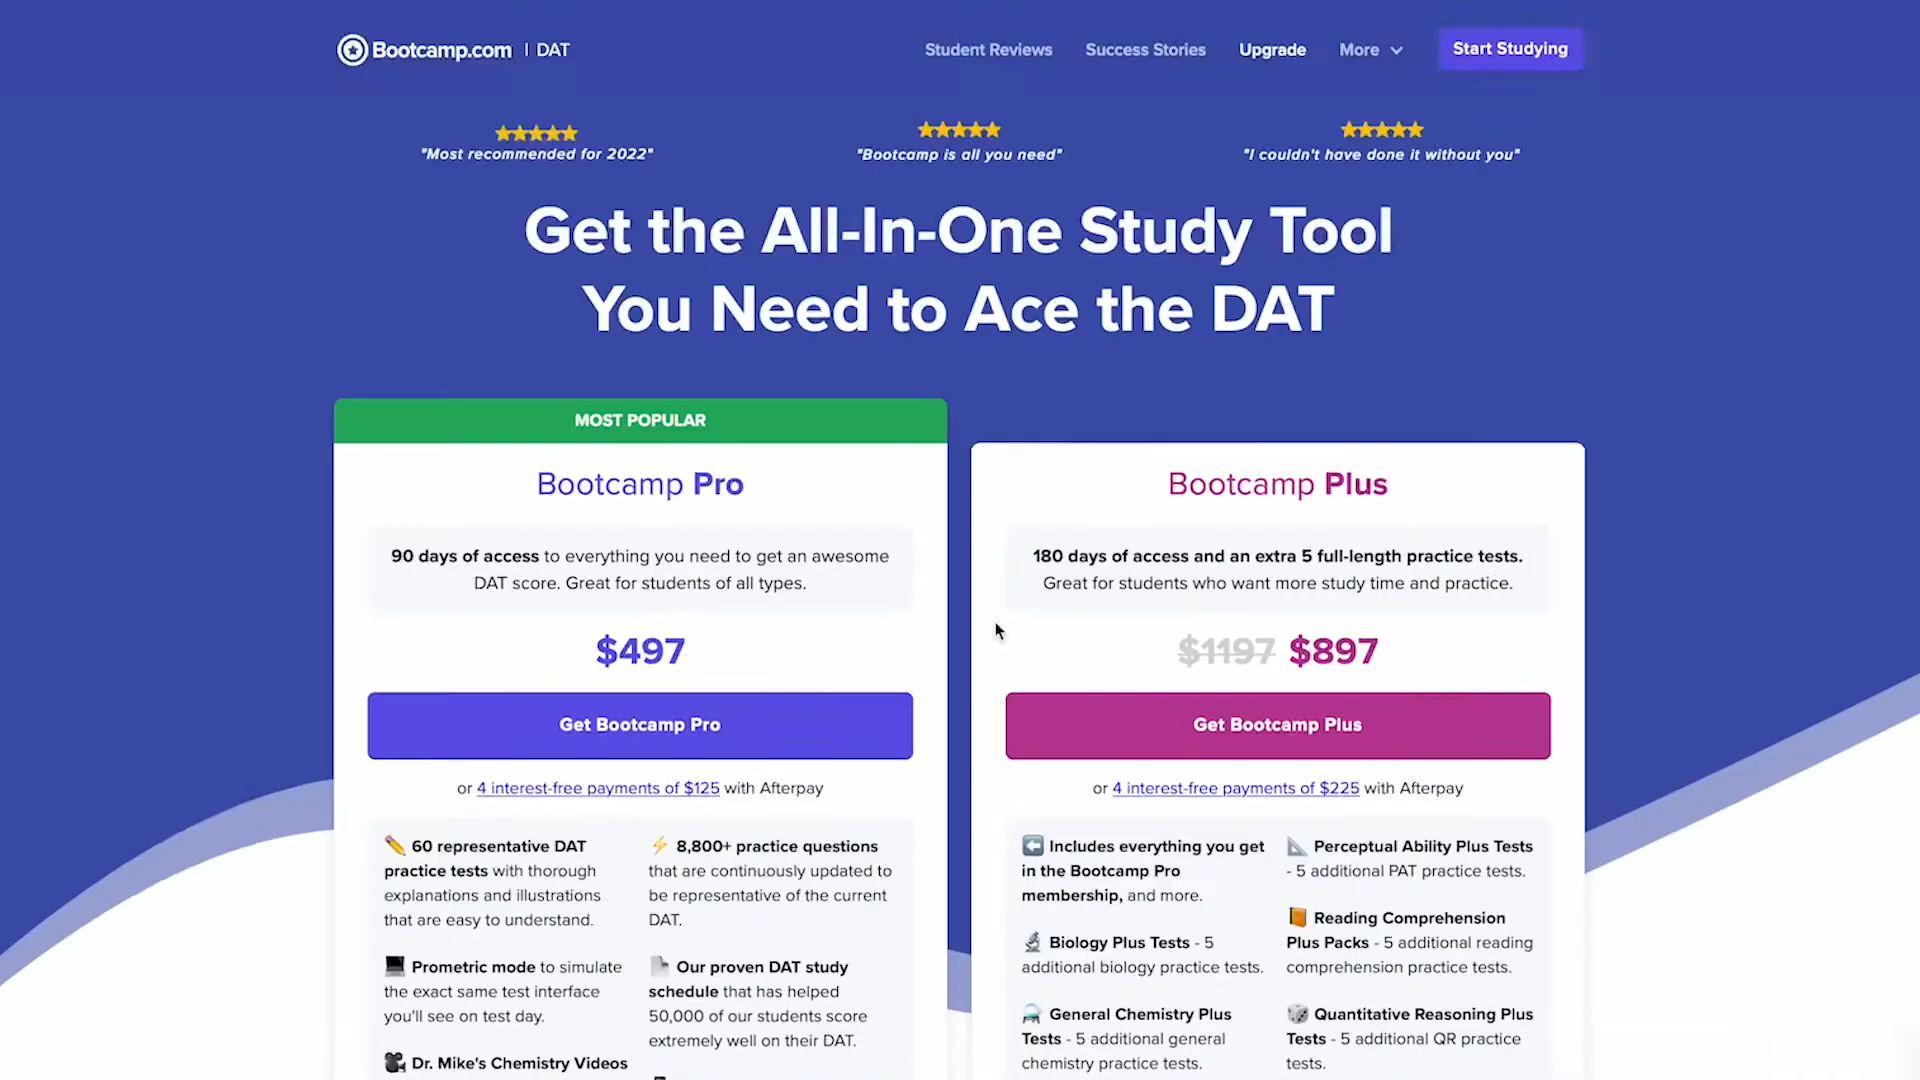 Bootcamp.com | DAT
Student Reviews
Success Stories
Upgrade
More
Start Studying
"Most recommended for 2022"
"Bootcamp is all you need"
"I couldn't have done it without you"
Get the All-In-One Study Tool
You Need to Ace the DAT
MOST POPULAR
Bootcamp Pro
90 days of access to everything you need to get an awesome
DAT score. Great for students of all types.
$497
Get Bootcamp Pro
or 4 interest-free payments of $125 with Afterpay
60 representative DAT
practice tests with thorough
explanations and illustrations
that are easy to understand.
Prometric mode to simulate
the exact same test interface
you'll see on test day.
Dr. Mike's Chemistry Videos
8,800+ practice questions
that are continuously updated to
be representative of the current
DAT.
Our proven DAT study
schedule that has helped
50,000 of our students score
extremely well on their DAT.
Bootcamp Plus
180 days of access and an extra 5 full-length practice tests.
Great for students who want more study time and practice.
$1197 $897
Get Bootcamp Plus
or 4 interest-free payments of $225 with Afterpay
Includes everything you get
in the Bootcamp Pro
membership, and more.
Biology Plus Tests - 5
additional biology practice tests.
General Chemistry Plus
Tests - 5 additional general
chemistry practice tests.
Perceptual Ability Plus Tests
- 5 additional PAT practice tests.
Reading Comprehension
Plus Packs - 5 additional reading
comprehension practice tests.
Quantitative Reasoning Plus
Tests - 5 additional QR practice
tests.